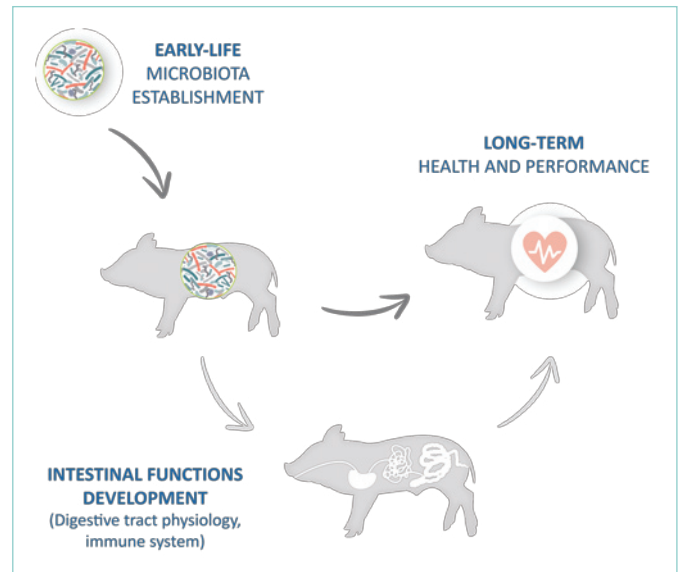 EARLY-LIFE
MICROBIOTA
ESTABLISHMENT
LONG-TERM
HEALTH AND PERFORMANCE
INTESTINAL FUNCTIONS
DEVELOPMENT
(Digestive tract physiology,
immune system)